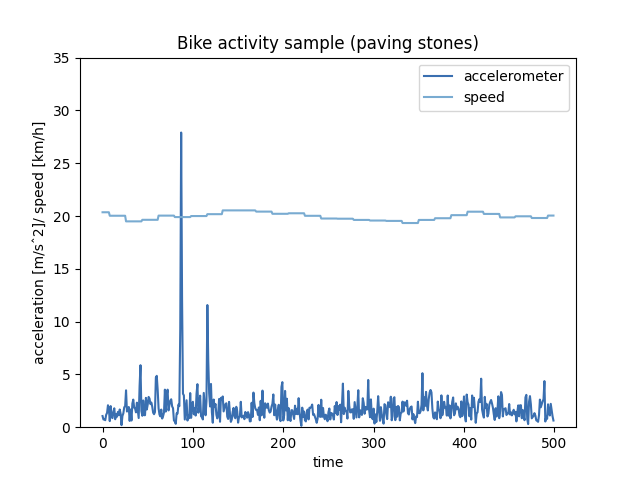 Bike activity sample (paving stones)
accelerometer
speed
acceleration [m/s^2]/ speed [km/h]
35
30
25
20
15
10
5
0
0 100 200 300 400 500
time